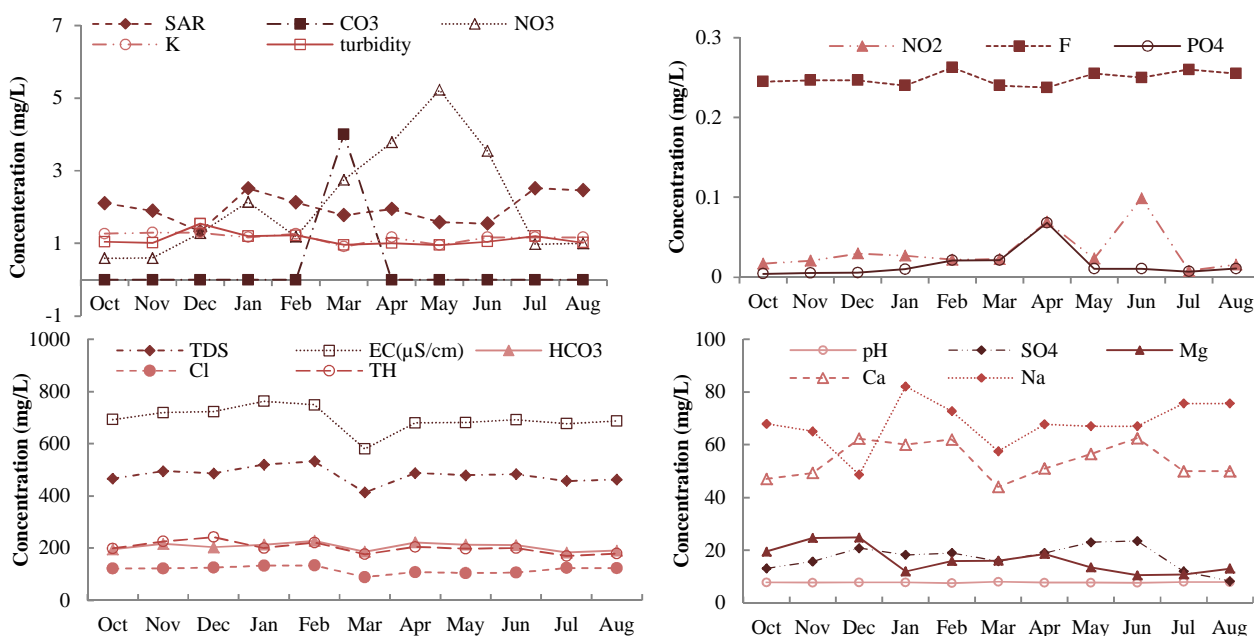 7
5
3
1
-1
Concenteration (mg/L)
SAR CO3 NO3
K turbidity
Oct Nov Dec Jan Feb Mar Apr May Jun Jul Aug
0.3
0.2
0.1
0
Concentration (mg/L)
NO2 F PO4
Oct Nov Dec Jan Feb Mar Apr May Jun Jul Aug
1000
800
600
400
200
0
Concentration (mg/L)
TDS EC(µS/cm) HCO3
Cl TH
Oct Nov Dec Jan Feb Mar Apr May Jun Jul Aug
100
80
60
40
20
0
Concentration (mg/L)
pH SO4 Mg
Ca Na
Oct Nov Dec Jan Feb Mar Apr May Jun Jul Aug